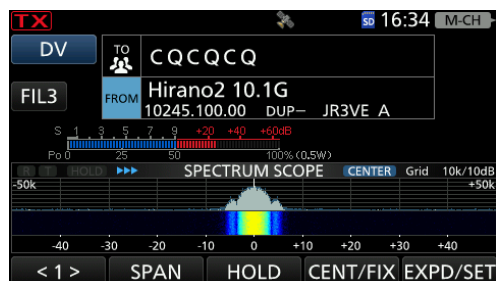 TX SD 16:34 M-CH
DV TO CQCQCQ
FIL3 FROM Hirano2 10.1G
10245.100.00 DUP− JR3VE A
S 1 3 5 7 9 +20 +40 +60dB
Po 0 25 50 100% (0.5W)
R T HOLD SPECTRUM SCOPE CENTER Grid 10k/10dB
-50k +50k
-40 -30 -20 -10 0 +10 +20 +30 +40
< 1 > SPAN HOLD CENT/FIX EXPD/SET